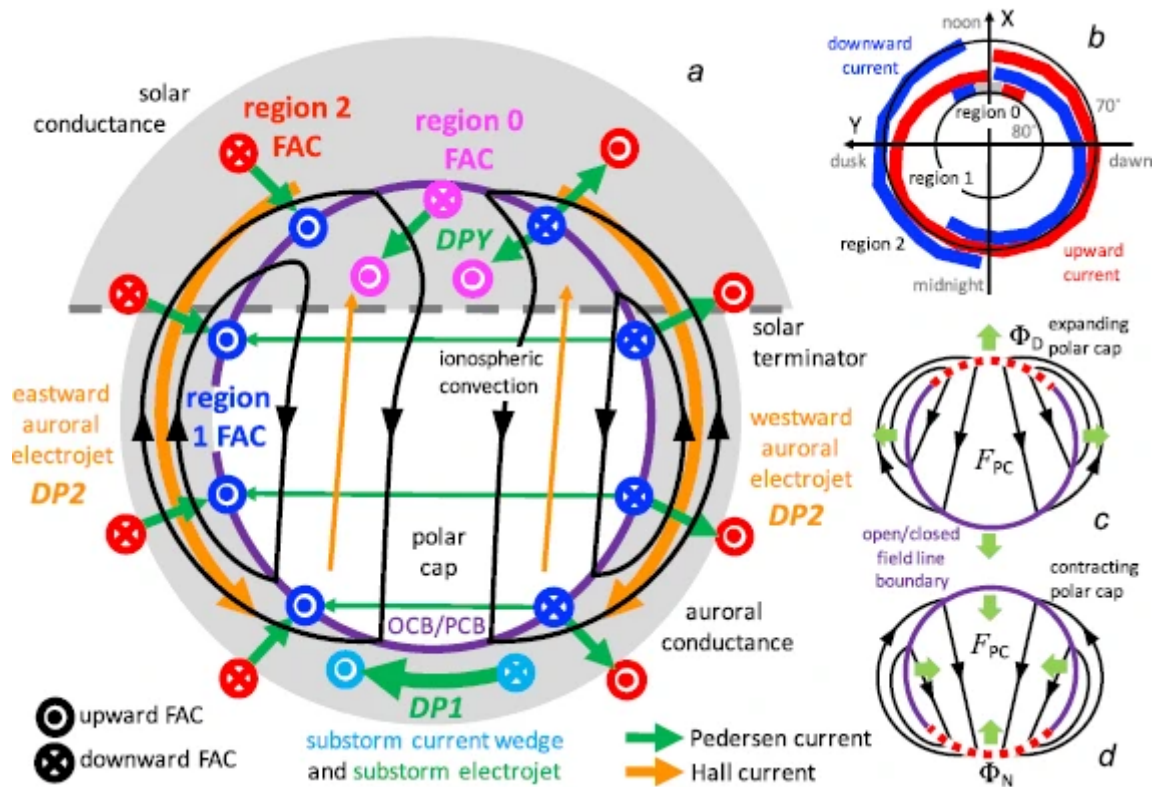 a
solar
conductance
region 2
FAC
region 0
FAC
DPY
ionospheric
convection
solar
terminator
eastward
auroral
electrojet
DP2
region
1 FAC
westward
auroral
electrojet
DP2
polar
cap
OCB/PCB
auroral
conductance
DP1
substorm current wedge
and substorm electrojet
upward FAC
downward FAC
Pedersen current
Hall current
noon
X
b
downward
current
region 0
70°
80°
Y
dusk
dawn
region 1
region 2
upward
current
midnight
ΦD
expanding
polar cap
FPC
c
open/closed
field line
boundary
contracting
polar cap
FPC
ΦN
d